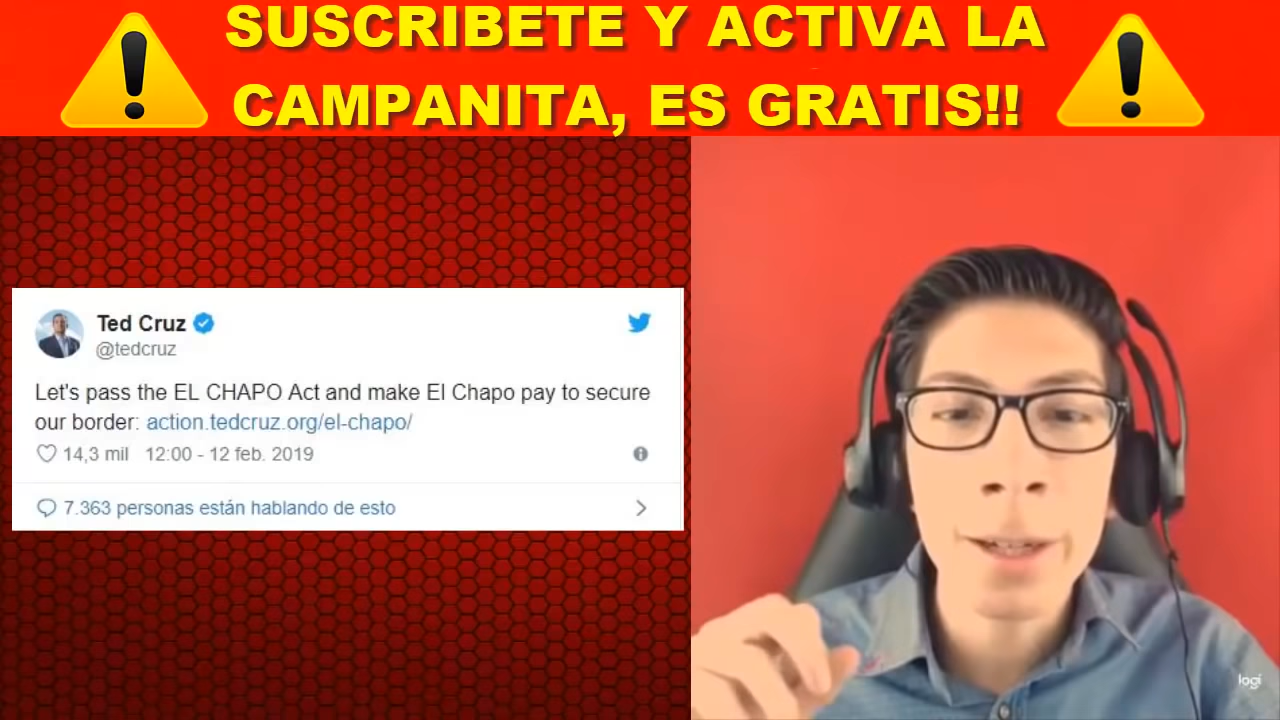 SUSCRIBETE Y ACTIVA LA
CAMPANITA, ES GRATIS!!
Ted Cruz
@tedcruz
Let's pass the EL CHAPO Act and make El Chapo pay to secure
our border: action.tedcruz.org/el-chapo/
14,3 mil 12:00 - 12 feb. 2019
7.363 personas están hablando de esto
logi